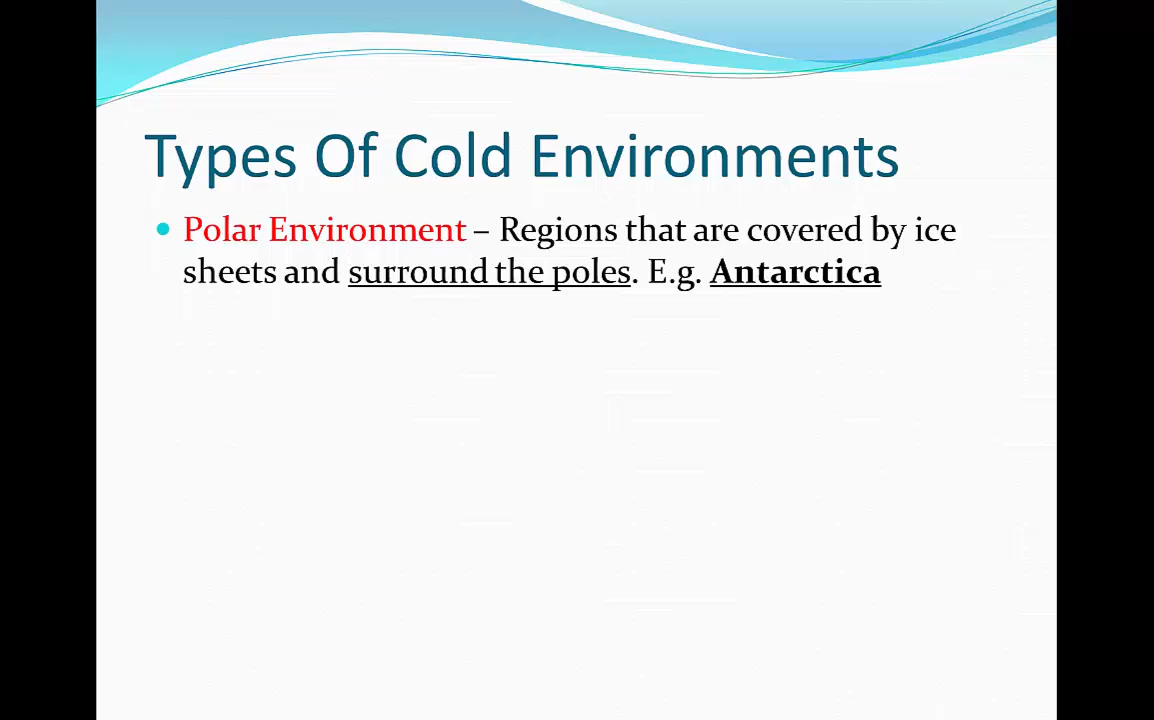 Types Of Cold Environments
• Polar Environment – Regions that are covered by ice
sheets and surround the poles. E.g. Antarctica